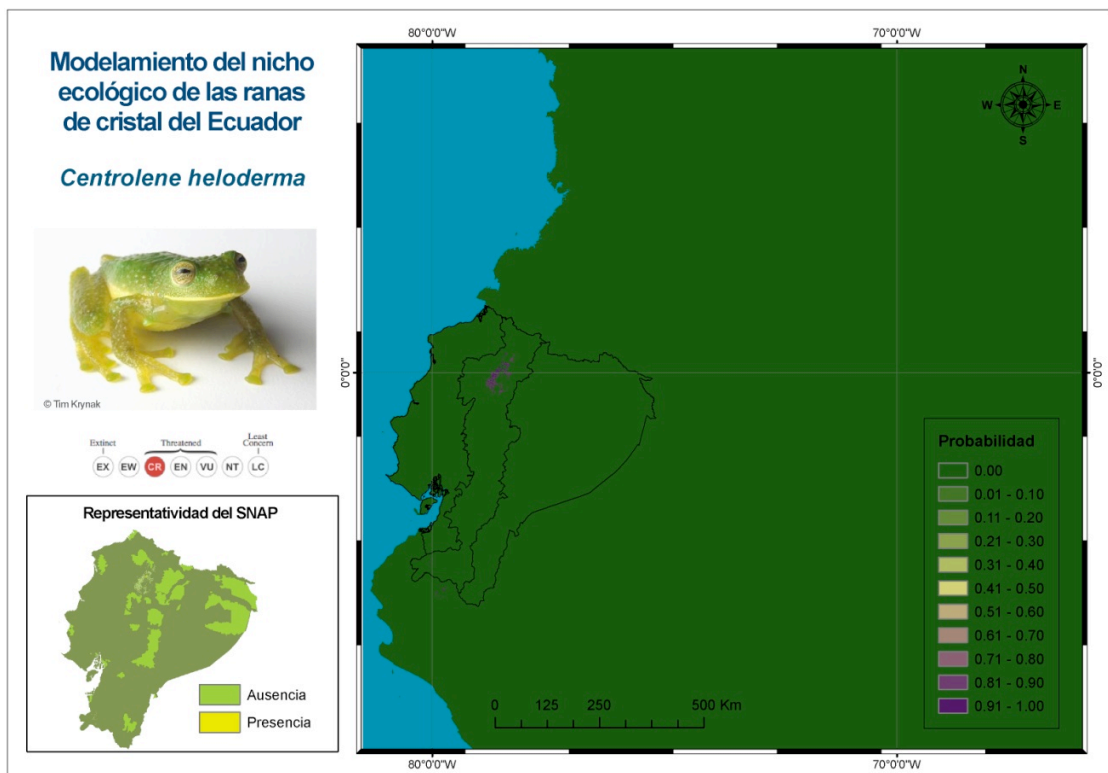 Modelamiento del nicho
ecológico de las ranas
de cristal del Ecuador
Centrolene heloderma
© Tim Krynak
Extinct
Threatened
Least
Concern
EX EW CR EN VU NT LC
Representatividad del SNAP
Ausencia
Presencia
80°0'0"W 70°0'0"W
N
W E
S
0°0'0" 0°0'0"
Probabilidad
0.00
0.01 - 0.10
0.11 - 0.20
0.21 - 0.30
0.31 - 0.40
0.41 - 0.50
0.51 - 0.60
0.61 - 0.70
0.71 - 0.80
0.81 - 0.90
0.91 - 1.00
0 125 250 500 Km
80°0'0"W 70°0'0"W